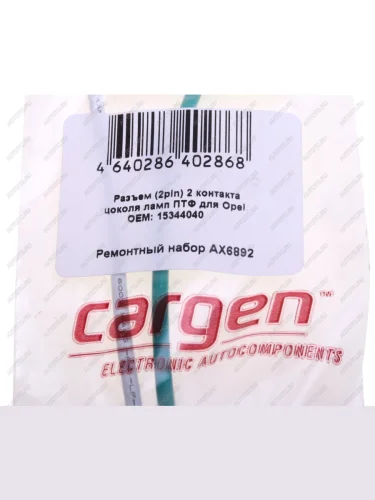 4 640286 402868
Разъем (2pin) 2 контакта
цоколя ламп ПТФ для Opel
OEM: 15344040
Ремонтный набор AX6892
cargen TM
ELECTRONIC AUTOCOMPONENTS